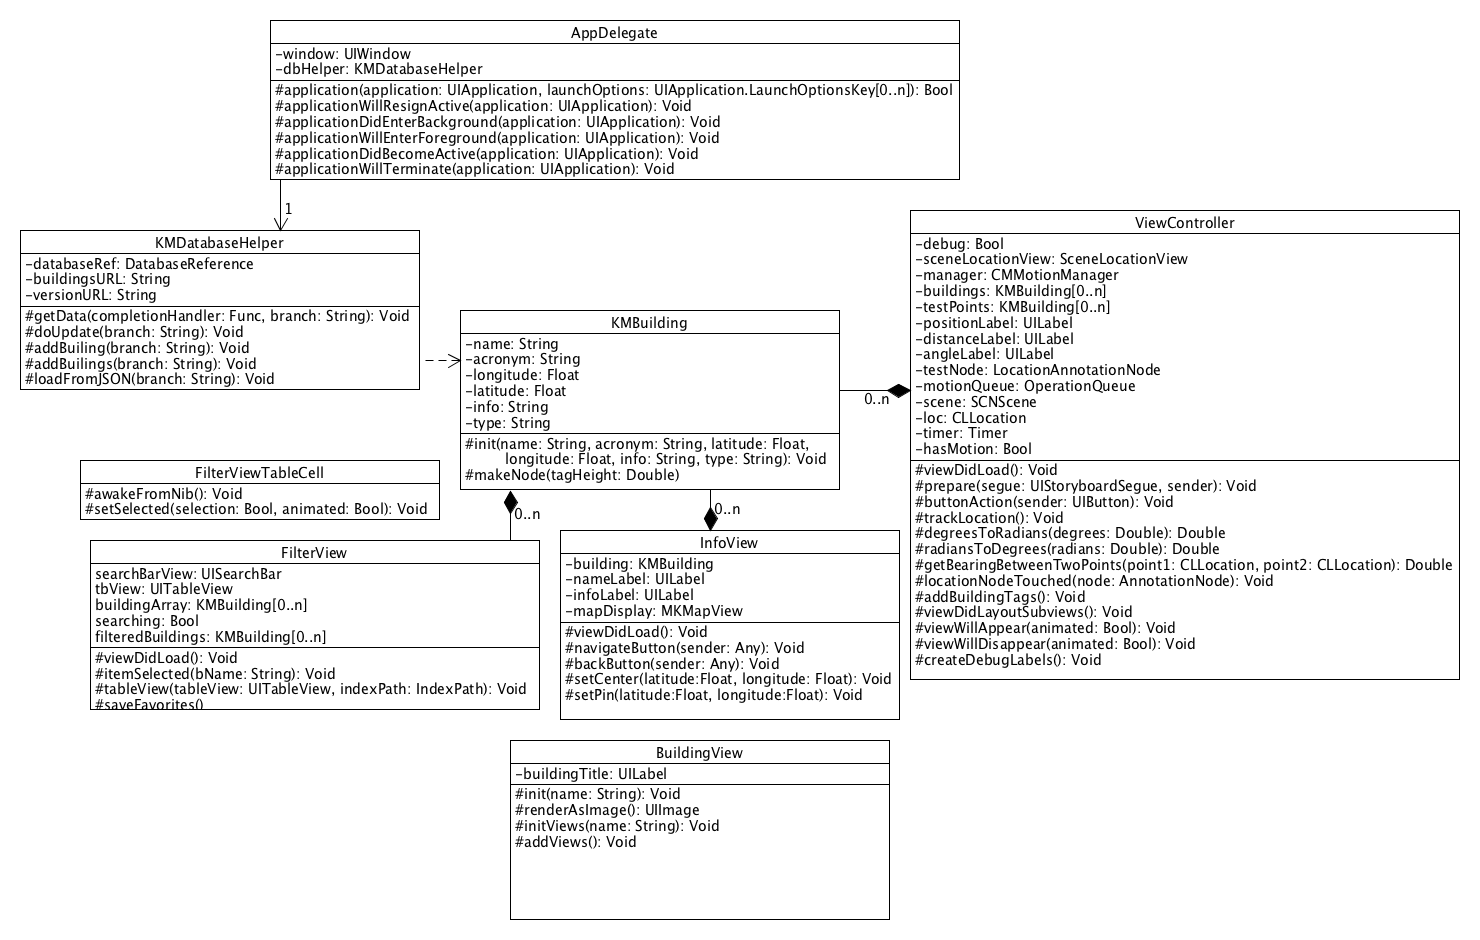 AppDelegate
-window: UIWindow
-dbHelper: KMDatabaseHelper
#application(application: UIApplication, launchOptions: UIApplication.LaunchOptionsKey[0..n]): Bool
#applicationWillResignActive(application: UIApplication): Void
#applicationDidEnterBackground(application: UIApplication): Void
#applicationWillEnterForeground(application: UIApplication): Void
#applicationDidBecomeActive(application: UIApplication): Void
#applicationWillTerminate(application: UIApplication): Void
1
KMDatabaseHelper
-databaseRef: DatabaseReference
-buildingsURL: String
-versionURL: String
#getData(completionHandler: Func, branch: String): Void
#doUpdate(branch: String): Void
#addBuiling(branch: String): Void
#addBuilings(branch: String): Void
#loadFromJSON(branch: String): Void
KMBuilding
-name: String
-acronym: String
-longitude: Float
-latitude: Float
-info: String
-type: String
#init(name: String, acronym: String, latitude: Float,
longitude: Float, info: String, type: String): Void
#makeNode(tagHeight: Double)
0..n
0..n
0..n
ViewController
-debug: Bool
-sceneLocationView: SceneLocationView
-manager: CMMotionManager
-buildings: KMBuilding[0..n]
-testPoints: KMBuilding[0..n]
-positionLabel: UILabel
-distanceLabel: UILabel
-angleLabel: UILabel
-testNode: LocationAnnotationNode
-motionQueue: OperationQueue
-scene: SCNScene
-loc: CLLocation
-timer: Timer
-hasMotion: Bool
#viewDidLoad(): Void
#prepare(segue: UIStoryboardSegue, sender): Void
#buttonAction(sender: UIButton): Void
#trackLocation(): Void
#degreesToRadians(degrees: Double): Double
#radiansToDegrees(radians: Double): Double
#getBearingBetweenTwoPoints(point1: CLLocation, point2: CLLocation): Double
#locationNodeTouched(node: AnnotationNode): Void
#addBuildingTags(): Void
#viewDidLayoutSubviews(): Void
#viewWillAppear(animated: Bool): Void
#viewWillDisappear(animated: Bool): Void
#createDebugLabels(): Void
FilterViewTableCell
#awakeFromNib(): Void
#setSelected(selection: Bool, animated: Bool): Void
FilterView
searchBarView: UISearchBar
tbView: UITableView
buildingArray: KMBuilding[0..n]
searching: Bool
filteredBuildings: KMBuilding[0..n]
#viewDidLoad(): Void
#itemSelected(bName: String): Void
#tableView(tableView: UITableView, indexPath: IndexPath): Void
#saveFavorites()
InfoView
-building: KMBuilding
-nameLabel: UILabel
-infoLabel: UILabel
-mapDisplay: MKMapView
#viewDidLoad(): Void
#navigateButton(sender: Any): Void
#backButton(sender: Any): Void
#setCenter(latitude:Float, longitude: Float): Void
#setPin(latitude:Float, longitude:Float): Void
BuildingView
-buildingTitle: UILabel
#init(name: String): Void
#renderAsImage(): UIImage
#initViews(name: String): Void
#addViews(): Void